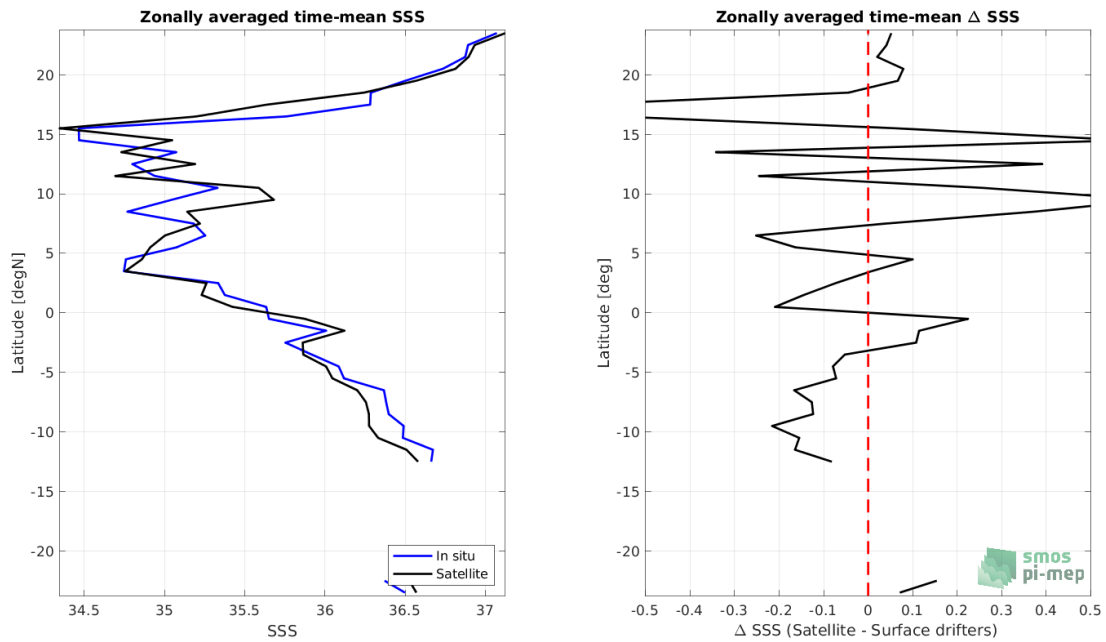 Zonally averaged time-mean SSS
20
15
10
5
0
-5
-10
-15
-20
Latitude [degN]
34.5 35 35.5 36 36.5 37
SSS
In situ
Satellite
Zonally averaged time-mean Δ SSS
20
15
10
5
0
-5
-10
-15
-20
Latitude [deg]
-0.5 -0.4 -0.3 -0.2 -0.1 0 0.1 0.2 0.3 0.4 0.5
Δ SSS (Satellite - Surface drifters)
smos
pi-mep